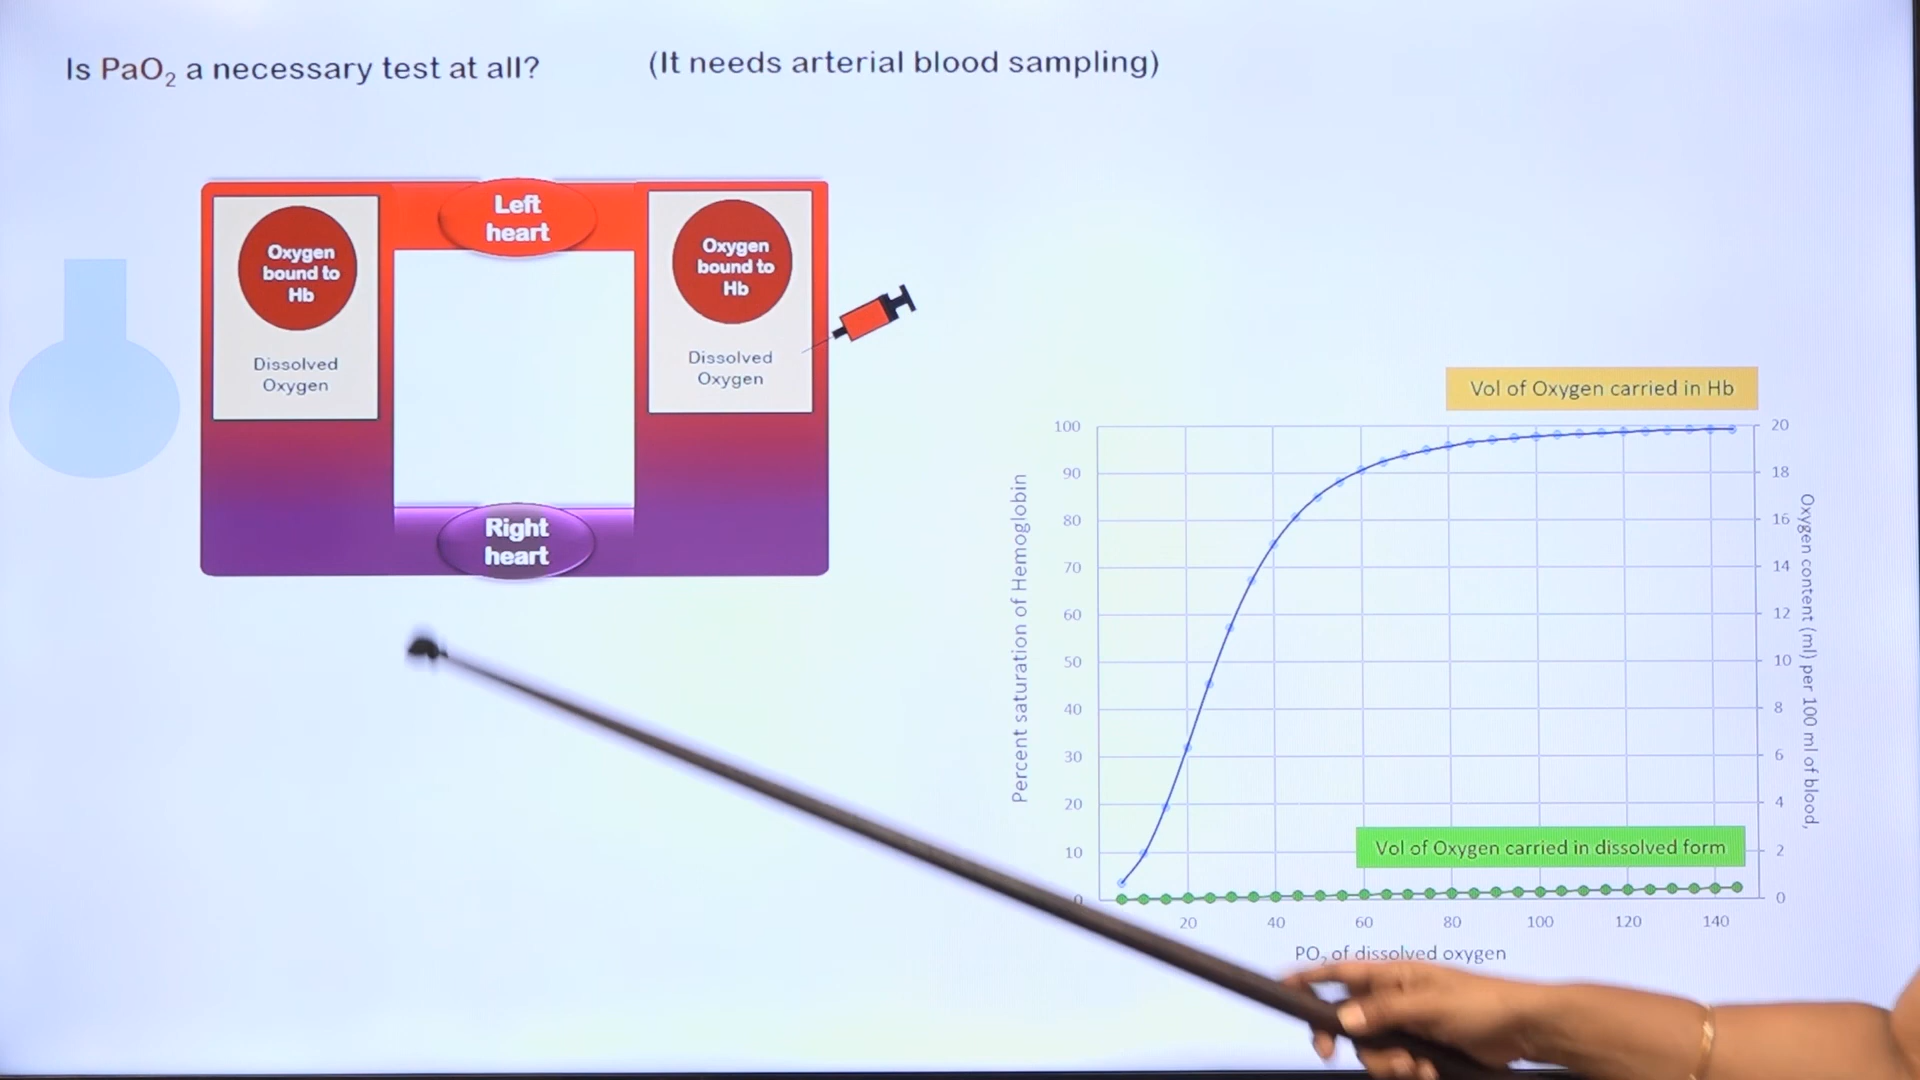 Is PaO₂ a necessary test at all?
(It needs arterial blood sampling)
Left
heart
Oxygen
bound to
Hb
Dissolved
Oxygen
Oxygen
bound to
Hb
Dissolved
Oxygen
Right
heart
Vol of Oxygen carried in Hb
Percent saturation of Hemoglobin
100
90
80
70
60
50
40
30
20
10
0
20
18
16
14
12
10
8
6
4
2
0
Oxygen content (ml) per 100 ml of blood,
Vol of Oxygen carried in dissolved form
20
40
60
80
100
120
140
PO₂ of dissolved oxygen